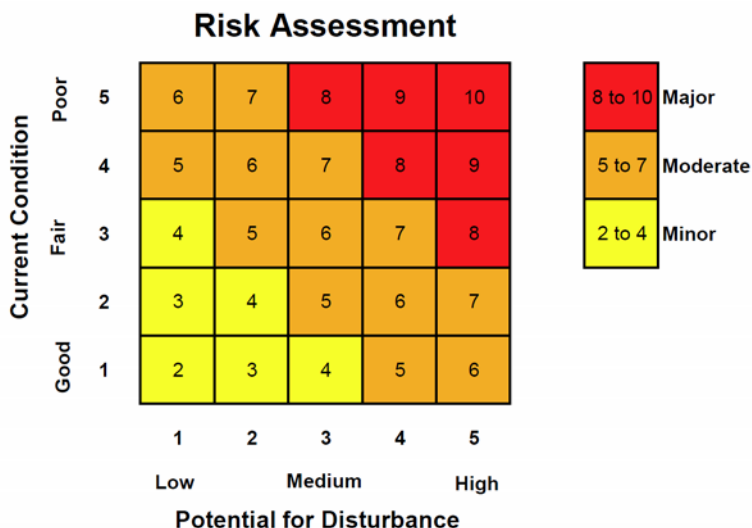 Risk Assessment
Poor 5 6 7 8 9 10 8 to 10 Major
4 5 6 7 8 9 5 to 7 Moderate
Current Condition
Fair 3 4 5 6 7 8 2 to 4 Minor
2 3 4 5 6 7
Good 1 2 3 4 5 6
1 2 3 4 5
Low Medium High
Potential for Disturbance